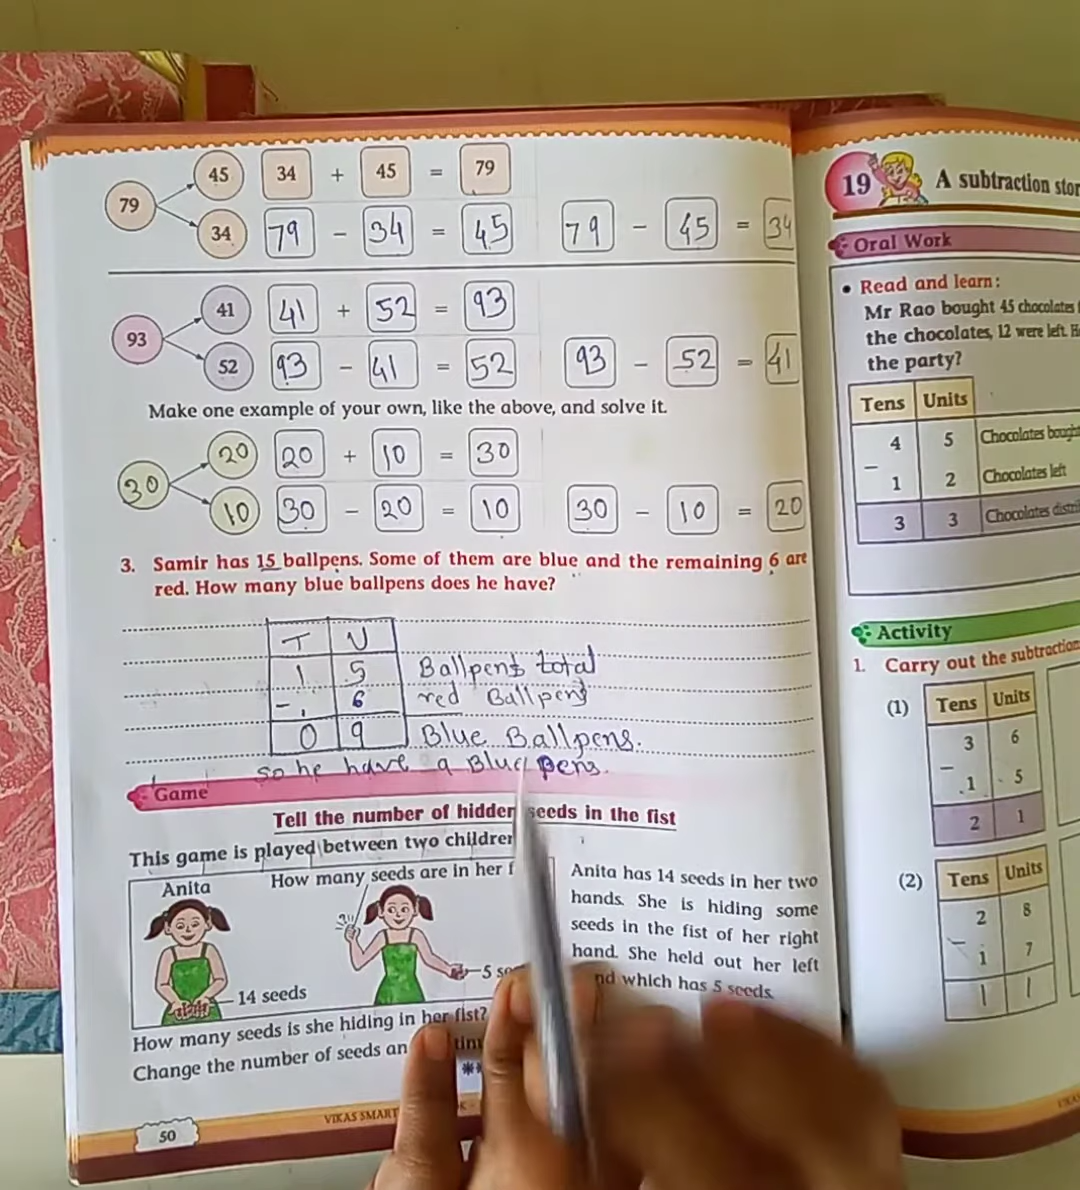 79 45 34 + 45 = 79
34 79 - 34 = 45 79 - 45 = 34
93 41 41 + 52 = 93
52 93 - 41 = 52 93 - 52 = 41
Make one example of your own, like the above, and solve it.
30 20 20 + 10 = 30
10 30 - 20 = 10 30 - 10 = 20
3. Samir has 15 ballpens. Some of them are blue and the remaining 6 are
red. How many blue ballpens does he have?
T U
1 5 Ballpens total
- 6 red Ballpens
0 9 Blue Ballpens.
so he have 9 Blue pens.
Game
Tell the number of hidden seeds in the fist
This game is played between two children
Anita
How many seeds are in her
14 seeds
5
Anita has 14 seeds in her two
hands. She is hiding some
seeds in the fist of her right
hand. She held out her left
which has 5 seeds.
How many seeds is she hiding in her fist?
Change the number of seeds
50
VIKAS SMART
19 A subtraction
Oral Work
• Read and learn:
Mr Rao bought 45 chocolates
the chocolates, 12 were left.
the party?
Tens Units
4 5 Chocolates
- 1 2 Chocolates left
3 3 Chocolates
Activity
1. Carry out the
(1) Tens Units
3 6
- 1 5
2 1
(2) Tens Units
2 8
- 1 7
1 1